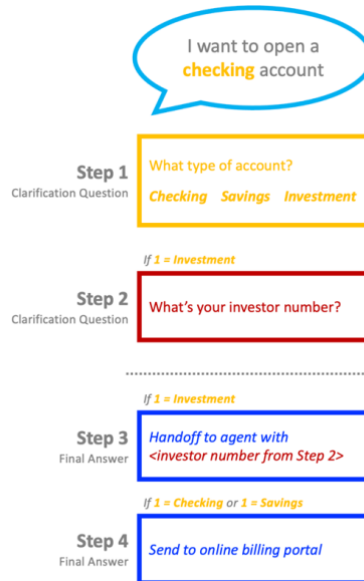 I want to open a
checking account
Step 1
Clarification Question
What type of account?
Checking Savings Investment
If 1 = Investment
Step 2
Clarification Question
What's your investor number?
If 1 = Investment
Step 3
Final Answer
Handoff to agent with
<investor number from Step 2>
If 1 = Checking or 1 = Savings
Step 4
Final Answer
Send to online billing portal